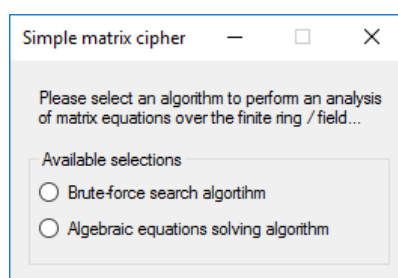 Simple matrix cipher
Please select an algorithm to perform an analysis
of matrix equations over the finite ring / field...
Available selections
Brute-force search algortihm
Algebraic equations solving algorithm